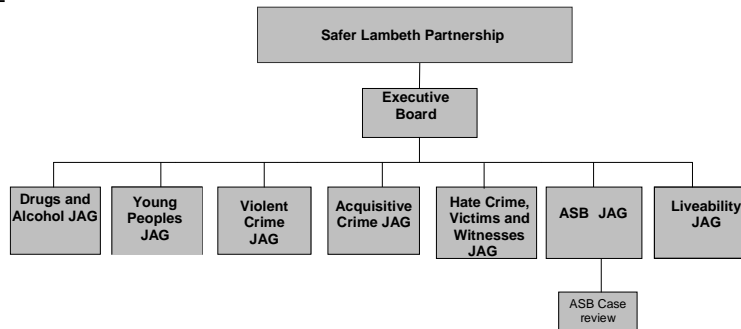 Safer Lambeth Partnership
Executive
Board
Drugs and
Alcohol JAG
Young
Peoples
JAG
Violent
Crime
JAG
Acquisitive
Crime JAG
Hate Crime,
Victims and
Witnesses
JAG
ASB JAG
Liveability
JAG
ASB Case
review